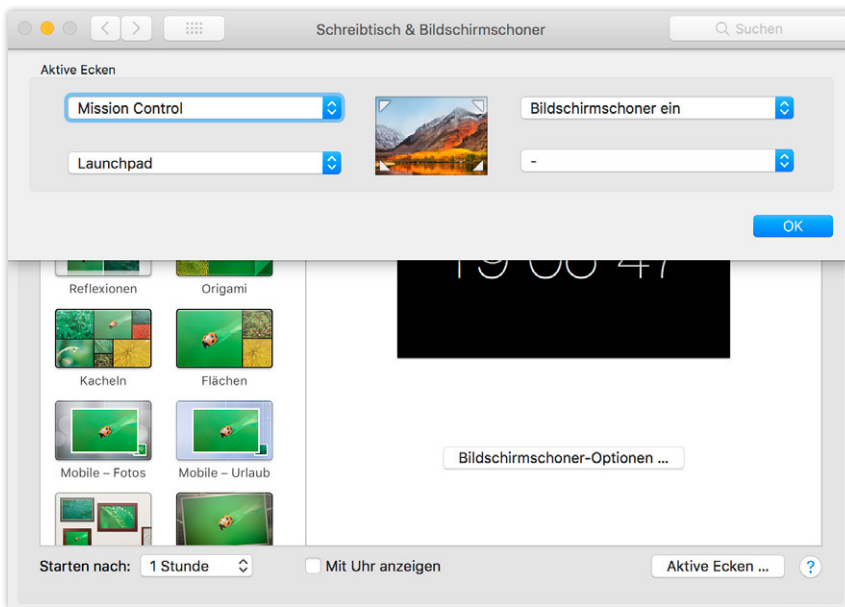 Schreibtisch & Bildschirmschoner
Suchen
Aktive Ecken
Mission Control
Bildschirmschoner ein
Launchpad
-
OK
Reflexionen
Origami
Kacheln
Flächen
Mobile – Fotos
Mobile – Urlaub
Bildschirmschoner-Optionen ...
Starten nach:
1 Stunde
Mit Uhr anzeigen
Aktive Ecken ...
?